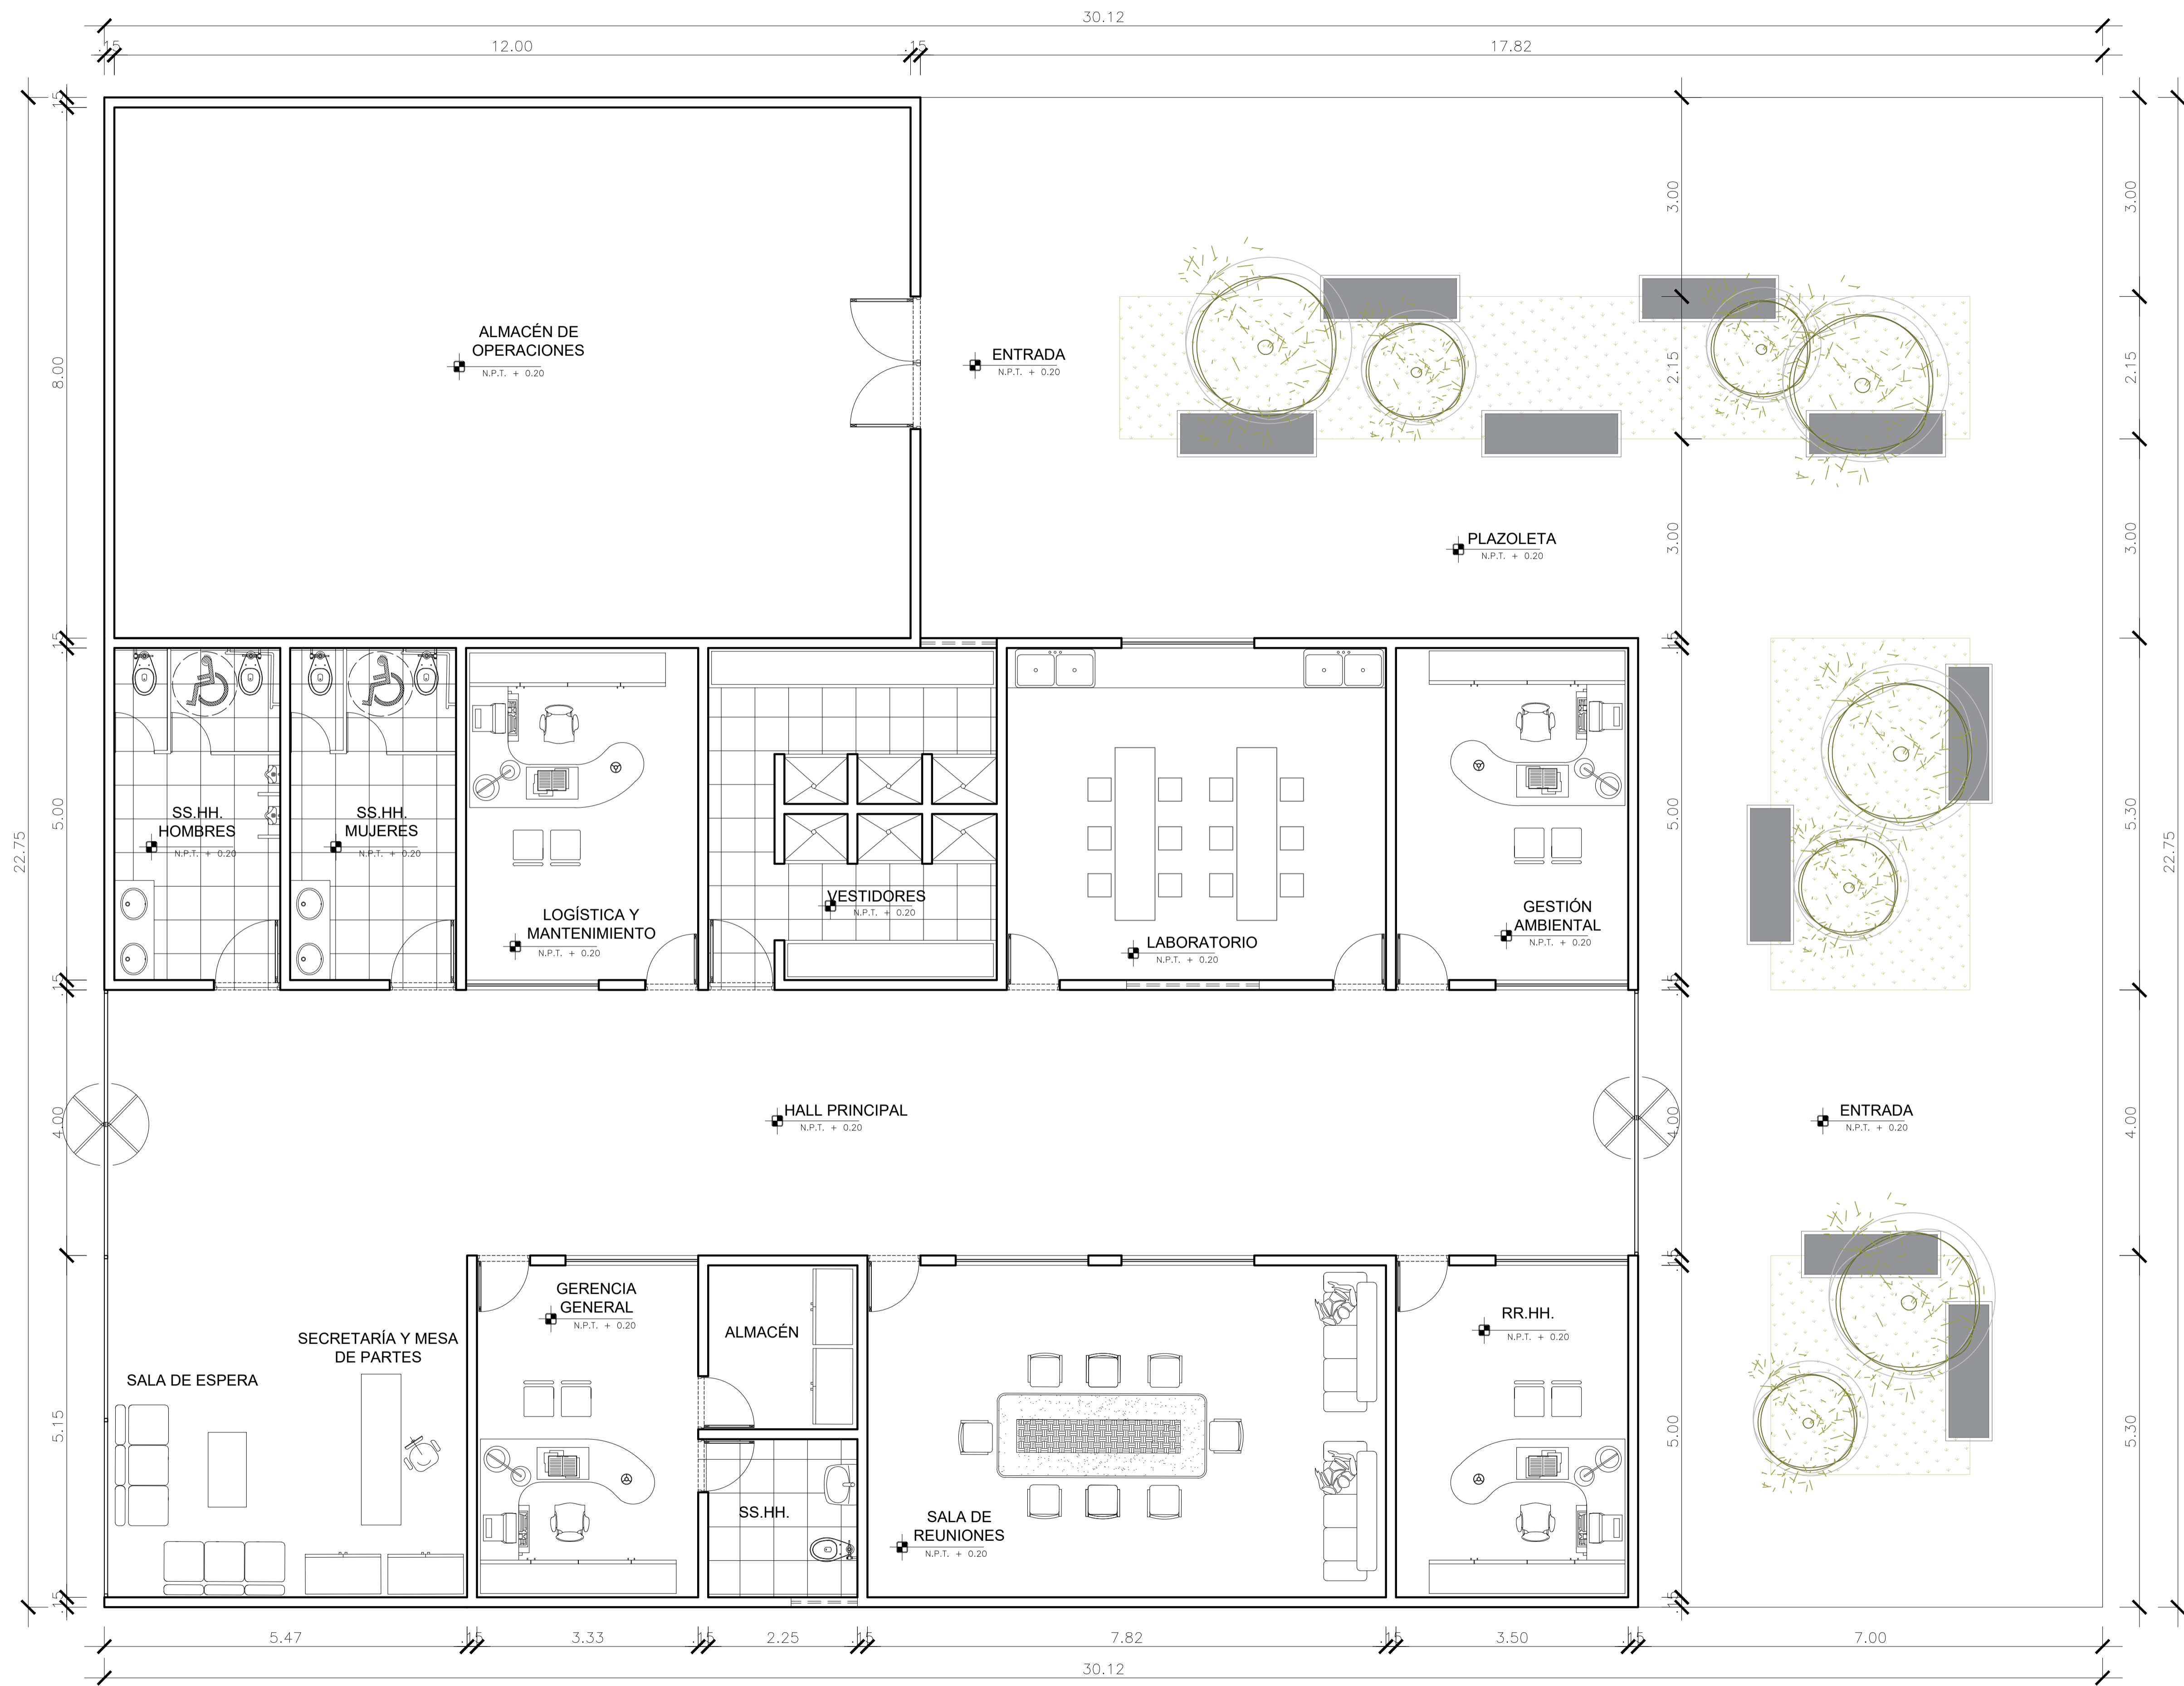 30.12
.15
12.00
.15
17.82
.15
3.00
3.00
ALMACÉN DE
OPERACIONES
N.P.T. + 0.20
ENTRADA
N.P.T. + 0.20
8.00
2.15
2.15
PLAZOLETA
N.P.T. + 0.20
3.00
3.00
.15
.15
SS.HH.
HOMBRES
N.P.T. + 0.20
SS.HH.
MUJERES
N.P.T. + 0.20
LOGÍSTICA Y
MANTENIMIENTO
N.P.T. + 0.20
VESTIDORES
N.P.T. + 0.20
LABORATORIO
N.P.T. + 0.20
GESTIÓN
AMBIENTAL
N.P.T. + 0.20
22.75
5.00
5.00
5.30
22.75
.15
.15
HALL PRINCIPAL
N.P.T. + 0.20
ENTRADA
N.P.T. + 0.20
4.00
4.00
4.00
.15
GERENCIA
GENERAL
N.P.T. + 0.20
ALMACÉN
RR.HH.
N.P.T. + 0.20
SECRETARÍA Y MESA
DE PARTES
SALA DE ESPERA
5.15
5.00
5.30
SS.HH.
SALA DE
REUNIONES
N.P.T. + 0.20
.15
.15
5.47
.15
3.33
.15
2.25
.15
7.82
.15
3.50
.15
7.00
30.12